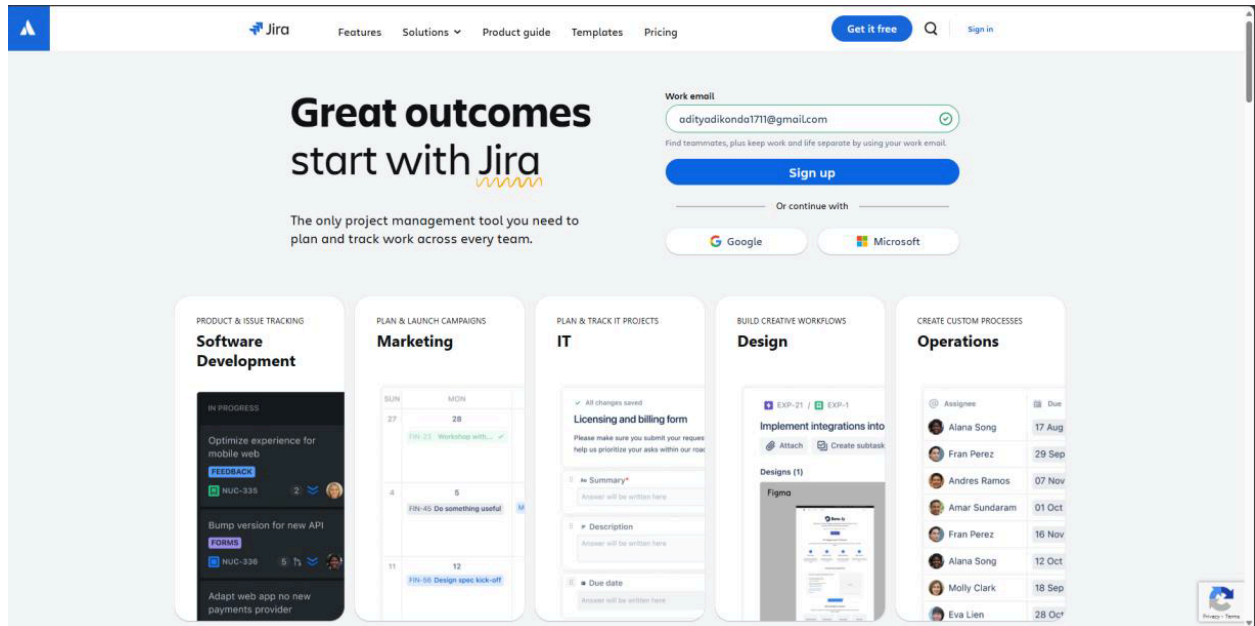 Jira
Features
Solutions
Product guide
Templates
Pricing
Get it free
Sign in
Great outcomes
start with Jira
The only project management tool you need to
plan and track work across every team.
Work email
adityadikonda1711@gmail.com
Find teammates, plus keep work and life separate by using your work email.
Sign up
Or continue with
Google
Microsoft
PRODUCT & ISSUE TRACKING
Software
Development
IN PROGRESS
Optimize experience for
mobile web
FEEDBACK
NUC-335 2
Bump version for new API
FORMS
NUC-336 5
Adapt web app no new
payments provider
PLAN & LAUNCH CAMPAIGNS
Marketing
SUN MON
27 28
FIN-23 Workshop with...
4 5
FIN-45 Do something useful M
11 12
FIN-66 Design spec kick-off
PLAN & TRACK IT PROJECTS
IT
All changes saved
Licensing and billing form
Please make sure you submit your reques
help us prioritize your asks within our roa
Aa Summary*
Answer will be written here
Description
Answer will be written here
Due date
Answer will be written here
BUILD CREATIVE WORKFLOWS
Design
EXP-21 / EXP-1
Implement integrations into
Attach Create subtask
Designs (1)
Figma
CREATE CUSTOM PROCESSES
Operations
Assignee Due
Alana Song 17 Aug
Fran Perez 29 Sep
Andres Ramos 07 Nov
Amar Sundaram 01 Oct
Fran Perez 16 Nov
Alana Song 12 Oct
Molly Clark 18 Sep
Eva Lien 28 Oct
Privacy - Terms